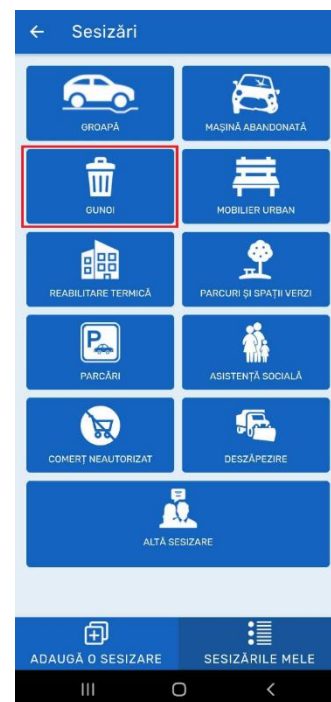 Sesizări
GROAPĂ
MAȘINĂ ABANDONATĂ
GUNOI
MOBILIER URBAN
REABILITARE TERMICĂ
PARCURI ȘI SPAȚII VERZI
P
PARCĂRI
ASISTENȚĂ SOCIALĂ
COMERȚ NEAUTORIZAT
DESZĂPEZIRE
ALTĂ SESIZARE
ADAUGĂ O SESIZARE
SESIZĂRILE MELE